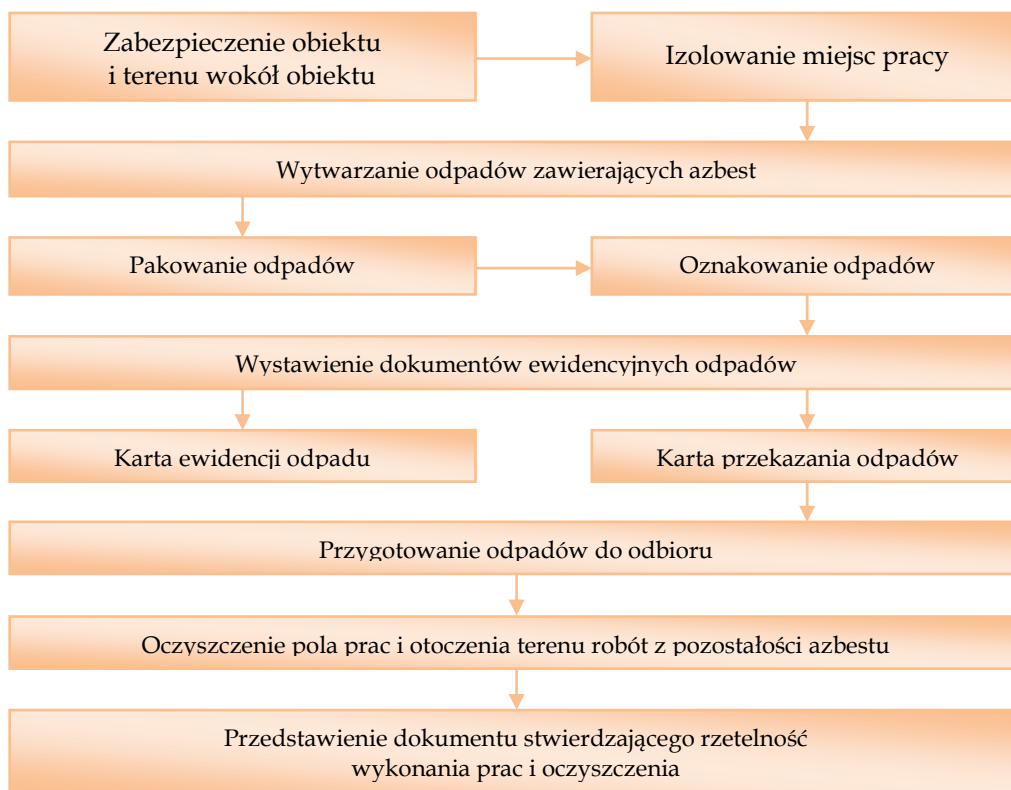 Zabezpieczenie obiektu
i terenu wokół obiektu
Izolowanie miejsc pracy
Wytwarzanie odpadów zawierających azbest
Pakowanie odpadów
Oznakowanie odpadów
Wystawienie dokumentów ewidencyjnych odpadów
Karta ewidencji odpadu
Karta przekazania odpadów
Przygotowanie odpadów do odbioru
Oczyszczenie pola prac i otoczenia terenu robót z pozostałości azbestu
Przedstawienie dokumentu stwierdzającego rzetelność
wykonania prac i oczyszczenia